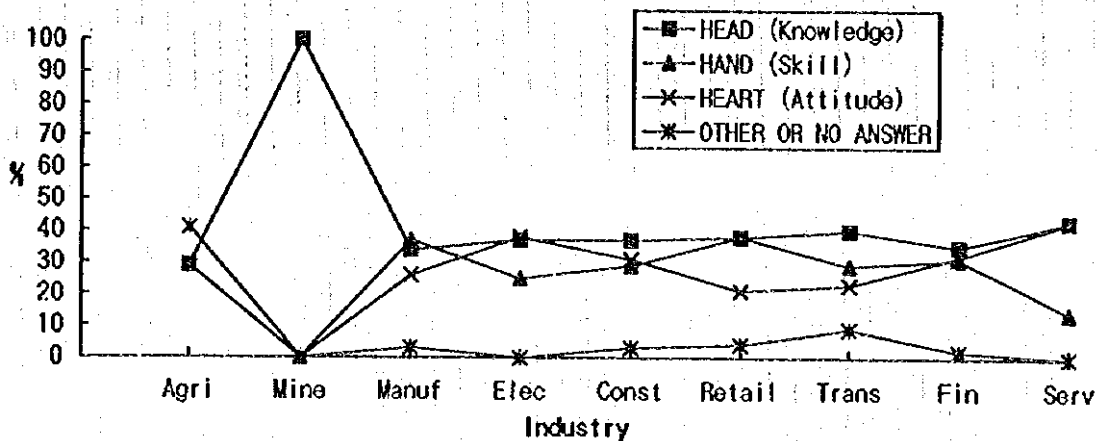 HEAD (Knowledge)
HAND (Skill)
HEART (Attitude)
OTHER OR NO ANSWER
100
90
80
70
60
50
40
30
20
10
0
%
Agri Mine Manuf Elec Const Retail Trans Fin Serv
Industry